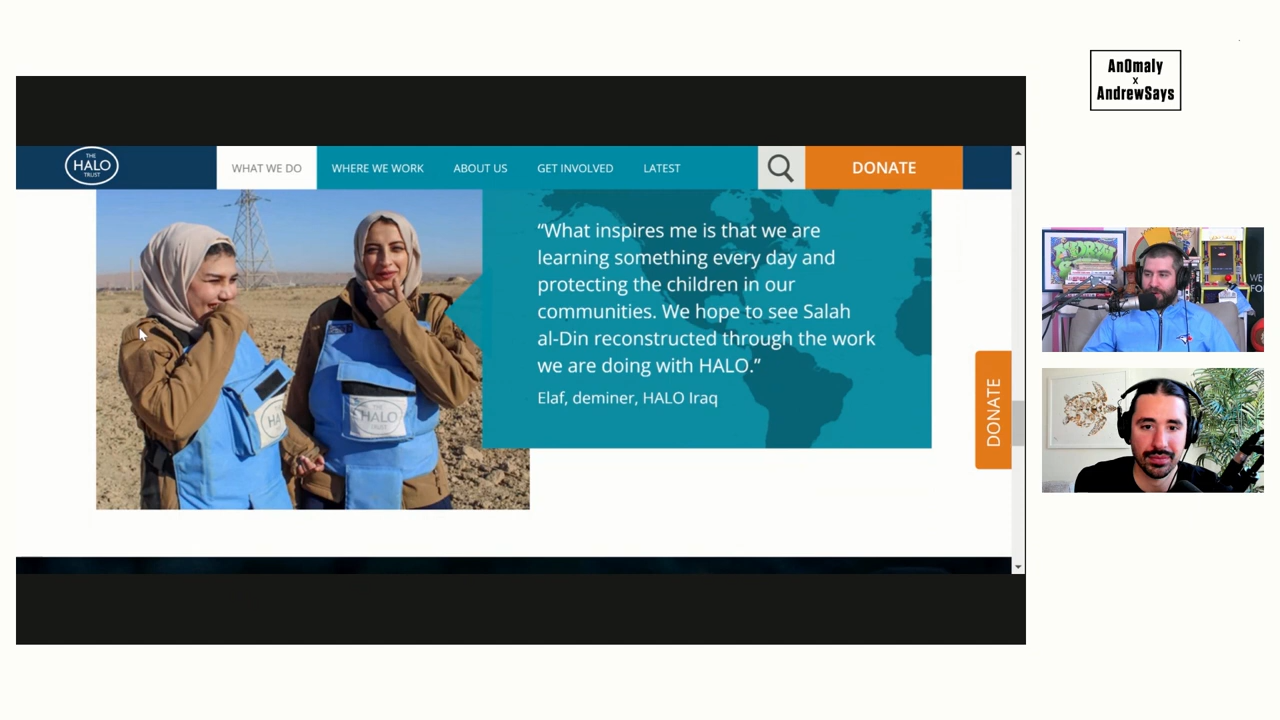 An0maly
x
AndrewSays
THE
HALO
TRUST
WHAT WE DO
WHERE WE WORK
ABOUT US
GET INVOLVED
LATEST
DONATE
“What inspires me is that we are
learning something every day and
protecting the children in our
communities. We hope to see Salah
al-Din reconstructed through the work
we are doing with HALO.”
Elaf, deminer, HALO Iraq
HALO
DONATE